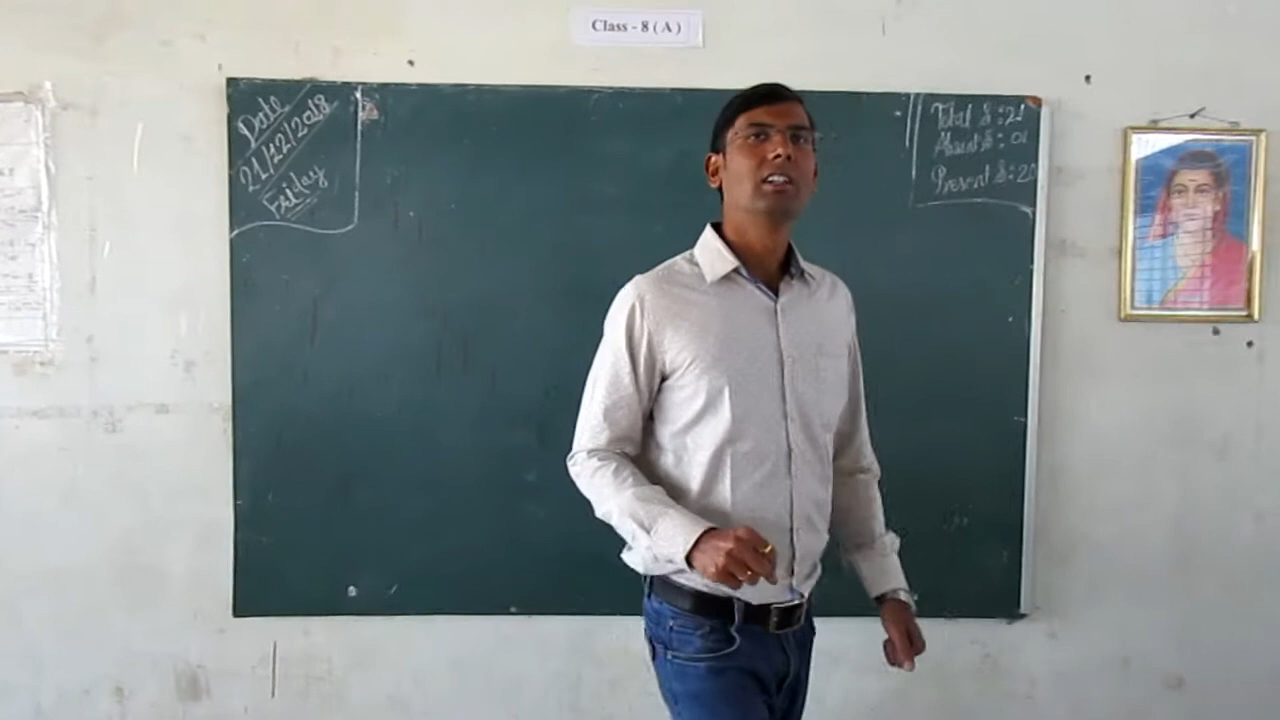 Class - 8 ( A )
Date
21/12/2018
Friday
Total S : 21
Absent S : 01
Present S : 20